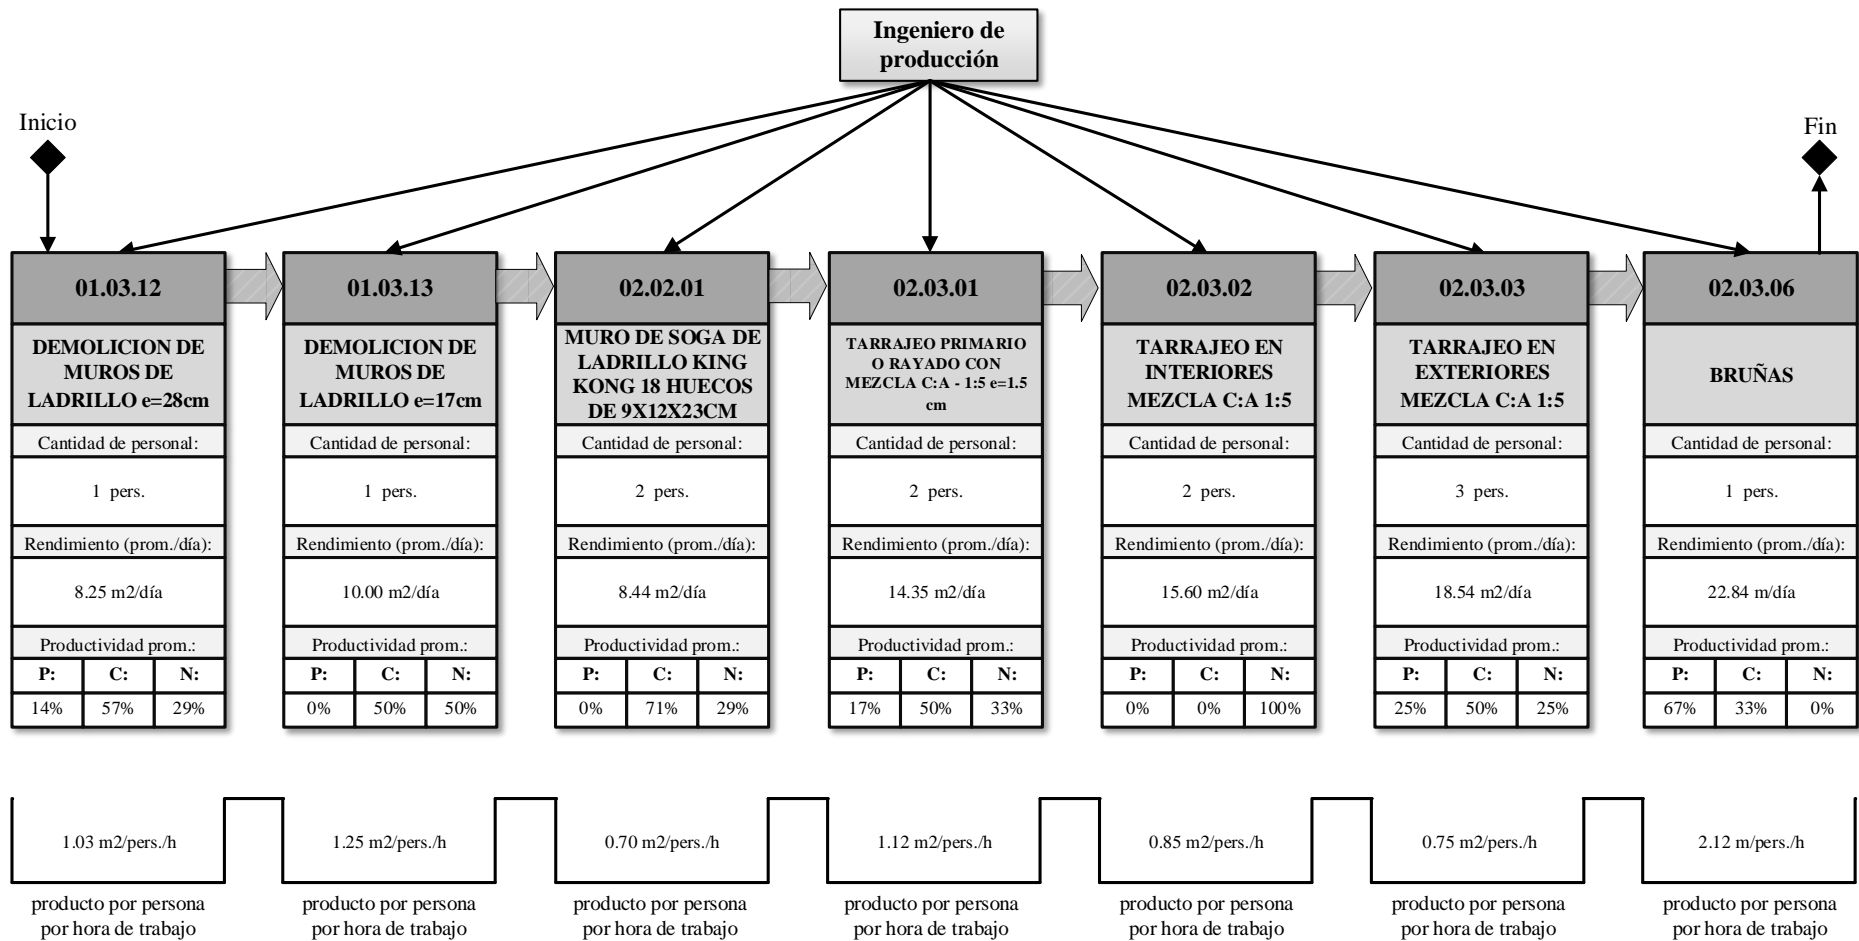 Ingeniero de
producción
Inicio
Fin
01.03.12
DEMOLICION DE
MUROS DE
LADRILLO e=28cm
Cantidad de personal:
1 pers.
Rendimiento (prom./día):
8.25 m2/día
Productividad prom.:
P: C: N:
14% 57% 29%
01.03.13
DEMOLICION DE
MUROS DE
LADRILLO e=17cm
Cantidad de personal:
1 pers.
Rendimiento (prom./día):
10.00 m2/día
Productividad prom.:
P: C: N:
0% 50% 50%
02.02.01
MURO DE SOGA DE
LADRILLO KING
KONG 18 HUECOS
DE 9X12X23CM
Cantidad de personal:
2 pers.
Rendimiento (prom./día):
8.44 m2/día
Productividad prom.:
P: C: N:
0% 71% 29%
02.03.01
TARRAJEO PRIMARIO
O RAYADO CON
MEZCLA C:A - 1:5 e=1.5
cm
Cantidad de personal:
2 pers.
Rendimiento (prom./día):
14.35 m2/día
Productividad prom.:
P: C: N:
17% 50% 33%
02.03.02
TARRAJEO EN
INTERIORES
MEZCLA C:A 1:5
Cantidad de personal:
2 pers.
Rendimiento (prom./día):
15.60 m2/día
Productividad prom.:
P: C: N:
0% 0% 100%
02.03.03
TARRAJEO EN
EXTERIORES
MEZCLA C:A 1:5
Cantidad de personal:
3 pers.
Rendimiento (prom./día):
18.54 m2/día
Productividad prom.:
P: C: N:
25% 50% 25%
02.03.06
BRUÑAS
Cantidad de personal:
1 pers.
Rendimiento (prom./día):
22.84 m/día
Productividad prom.:
P: C: N:
67% 33% 0%
1.03 m2/pers./h
producto por persona
por hora de trabajo
1.25 m2/pers./h
producto por persona
por hora de trabajo
0.70 m2/pers./h
producto por persona
por hora de trabajo
1.12 m2/pers./h
producto por persona
por hora de trabajo
0.85 m2/pers./h
producto por persona
por hora de trabajo
0.75 m2/pers./h
producto por persona
por hora de trabajo
2.12 m/pers./h
producto por persona
por hora de trabajo